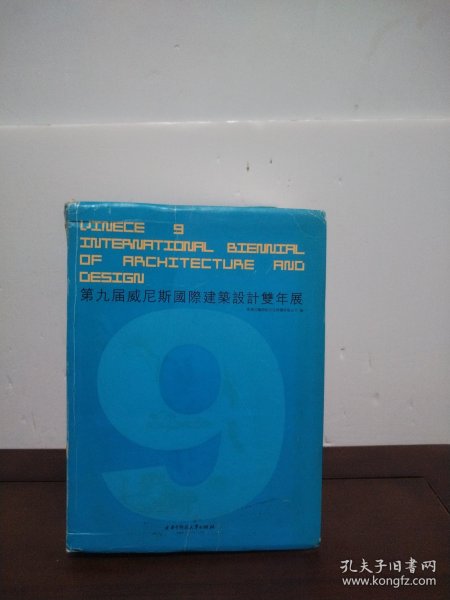 VINECE 9
INTERNATIONAL BIENNIAL
OF ARCHITECTURE AND
DESIGN
第九届威尼斯國際建築設計雙年展
9
孔夫子旧书网
www.kongfz.com